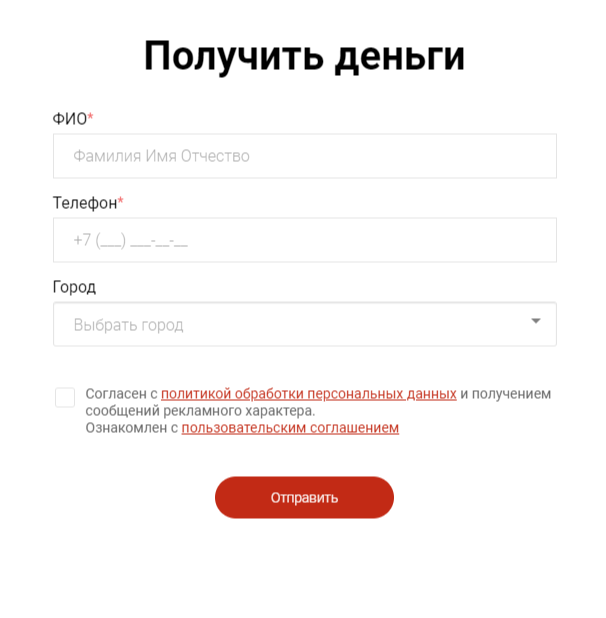 Получить деньги
ФИО*
Фамилия Имя Отчество
Телефон*
+7 (___) ___-__-__
Город
Выбрать город
Согласен с политикой обработки персональных данных и получением
сообщений рекламного характера.
Ознакомлен с пользовательским соглашением
Отправить